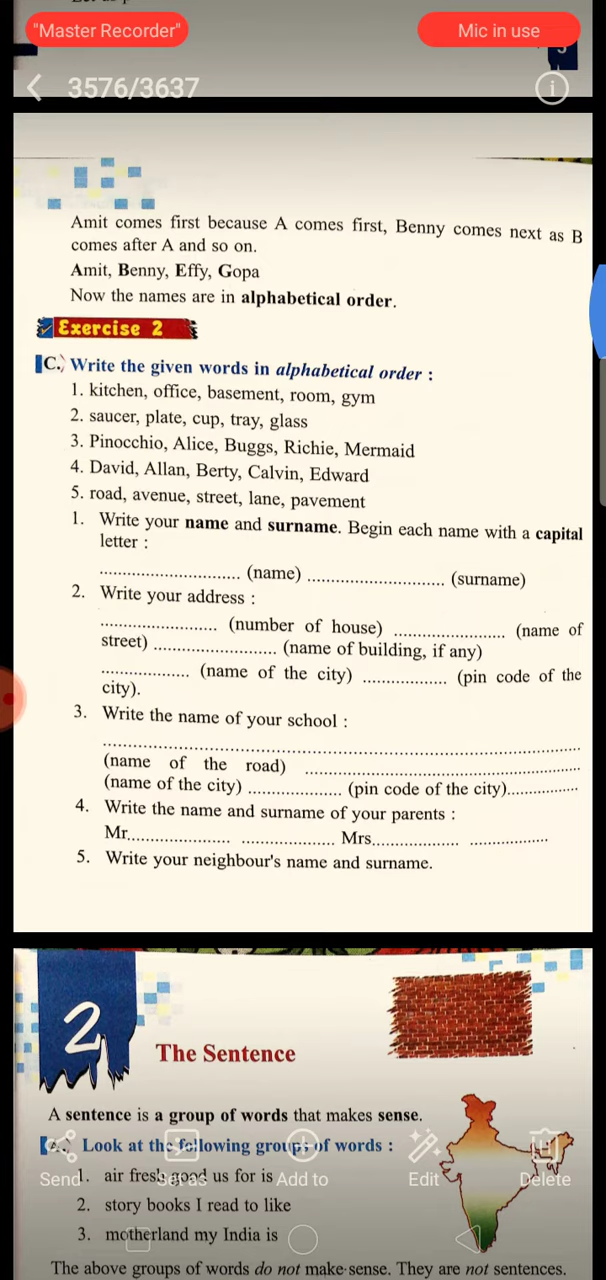 "Master Recorder"
Mic in use
3576/3637
Amit comes first because A comes first, Benny comes next as B
comes after A and so on.
Amit, Benny, Effy, Gopa
Now the names are in alphabetical order.
Exercise 2
C. Write the given words in alphabetical order :
1. kitchen, office, basement, room, gym
2. saucer, plate, cup, tray, glass
3. Pinocchio, Alice, Buggs, Richie, Mermaid
4. David, Allan, Berty, Calvin, Edward
5. road, avenue, street, lane, pavement
1. Write your name and surname. Begin each name with a capital
letter :
............................ (name) ........................... (surname)
2. Write your address :
....................... (number of house) ...................... (name of
street) ........................ (name of building, if any)
................. (name of the city) ................ (pin code of the
city).
3. Write the name of your school :
................................................................................................
(name of the road) .......................................................
(name of the city) .................. (pin code of the city)..............
4. Write the name and surname of your parents :
Mr.................... .................. Mrs................. ...............
5. Write your neighbour's name and surname.
2
The Sentence
A sentence is a group of words that makes sense.
Look at the following groups of words :
1. air fresh good us for is
Send
Set as
Add to
Edit
Delete
2. story books I read to like
3. motherland my India is
The above groups of words do not make sense. They are not sentences.